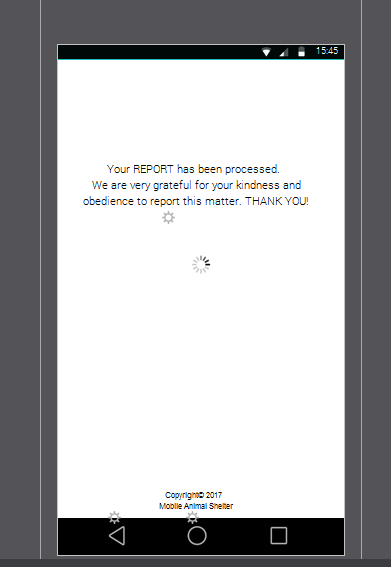 15:45
Your REPORT has been processed.
We are very grateful for your kindness and
obedience to report this matter. THANK YOU!
Copyright© 2017
Mobile Animal Shelter